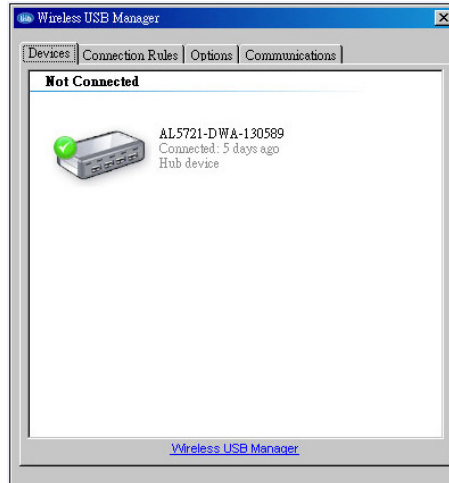 Wireless USB Manager
Devices Connection Rules Options Communications
Not Connected
AL5721-DWA-130589
Connected: 5 days ago
Hub device
Wireless USB Manager